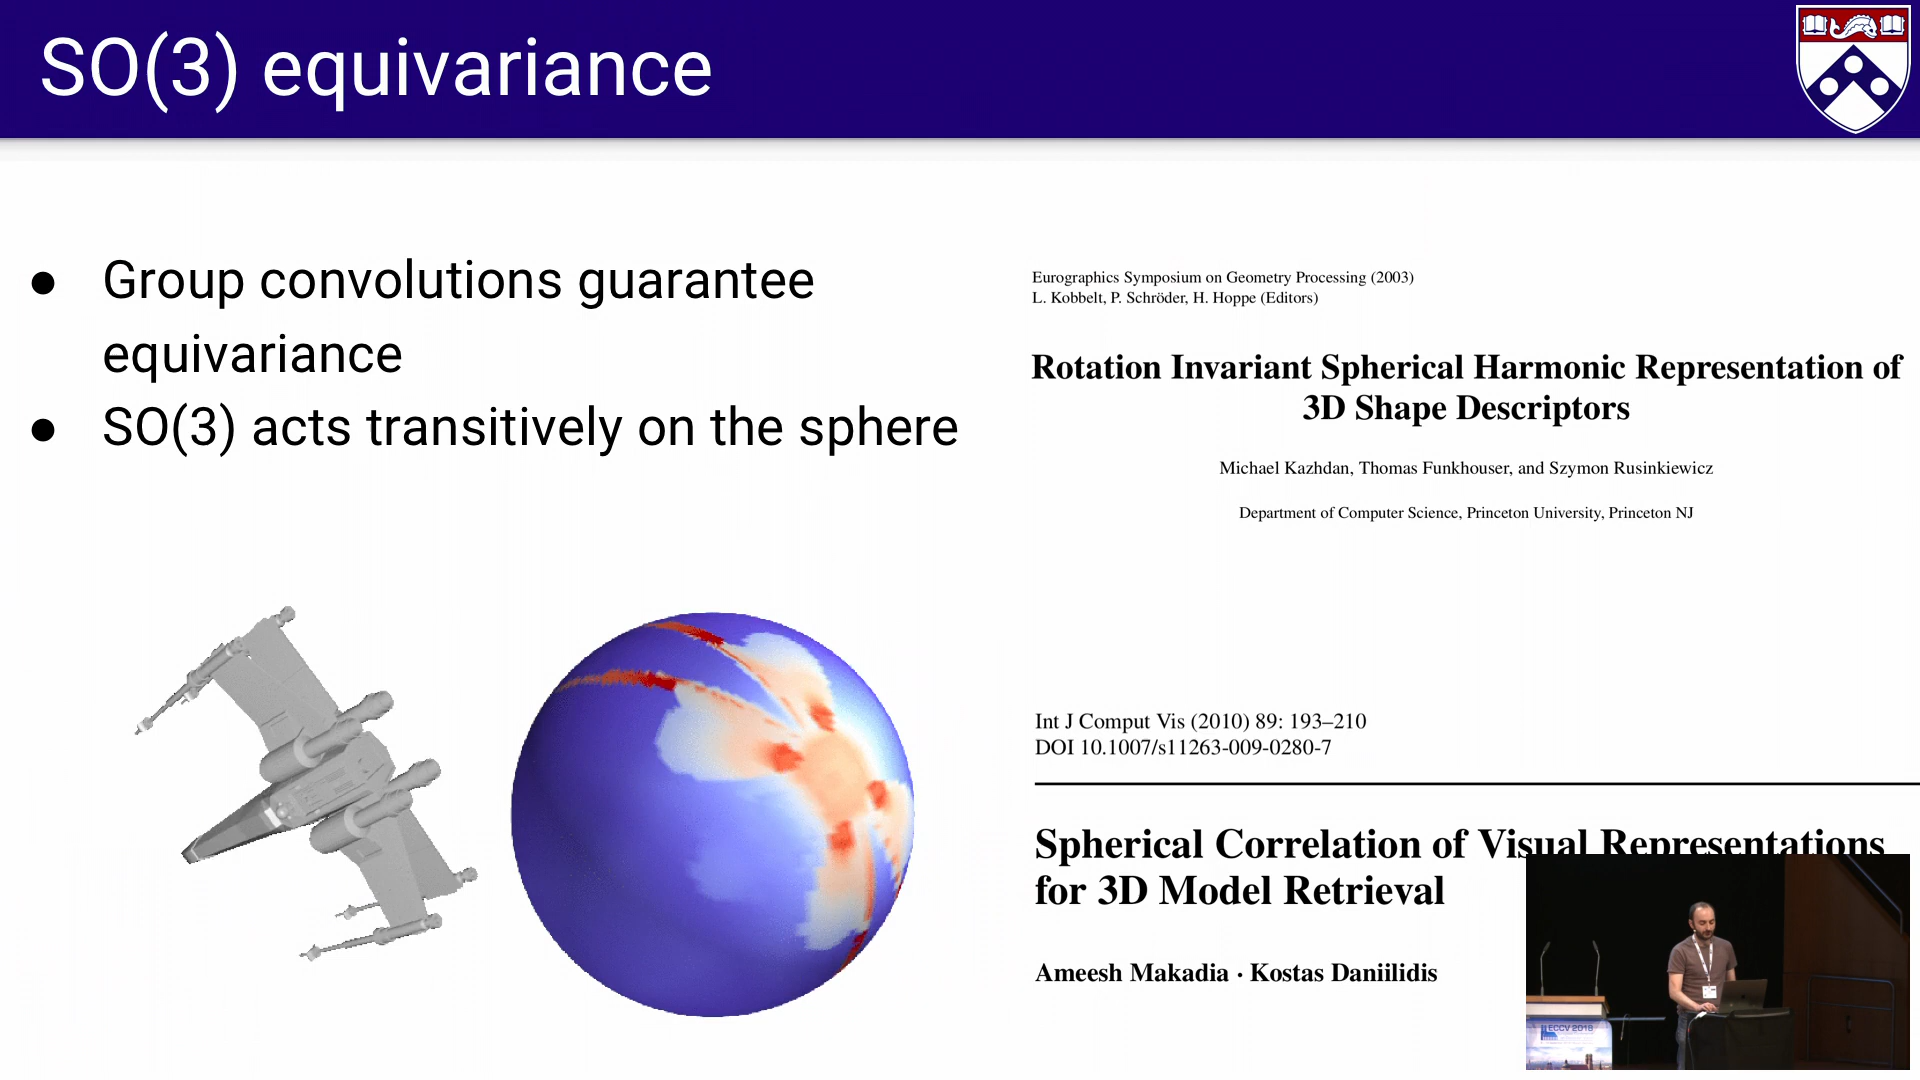 SO(3) equivariance
● Group convolutions guarantee
equivariance
● SO(3) acts transitively on the sphere
Eurographics Symposium on Geometry Processing (2003)
L. Kobbelt, P. Schröder, H. Hoppe (Editors)
Rotation Invariant Spherical Harmonic Representation of
3D Shape Descriptors
Michael Kazhdan, Thomas Funkhouser, and Szymon Rusinkiewicz
Department of Computer Science, Princeton University, Princeton NJ
Int J Comput Vis (2010) 89: 193–210
DOI 10.1007/s11263-009-0280-7
Spherical Correlation of Visual Representations
for 3D Model Retrieval
Ameesh Makadia · Kostas Daniilidis
ECCV 2018